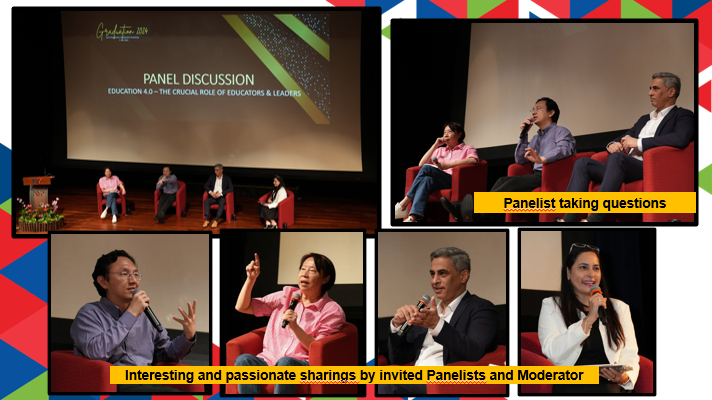 Graduation 2024
PANEL DISCUSSION
EDUCATION 4.0 – THE CRUCIAL ROLE OF EDUCATORS & LEADERS
Panelist taking questions
Interesting and passionate sharings by invited Panelists and Moderator